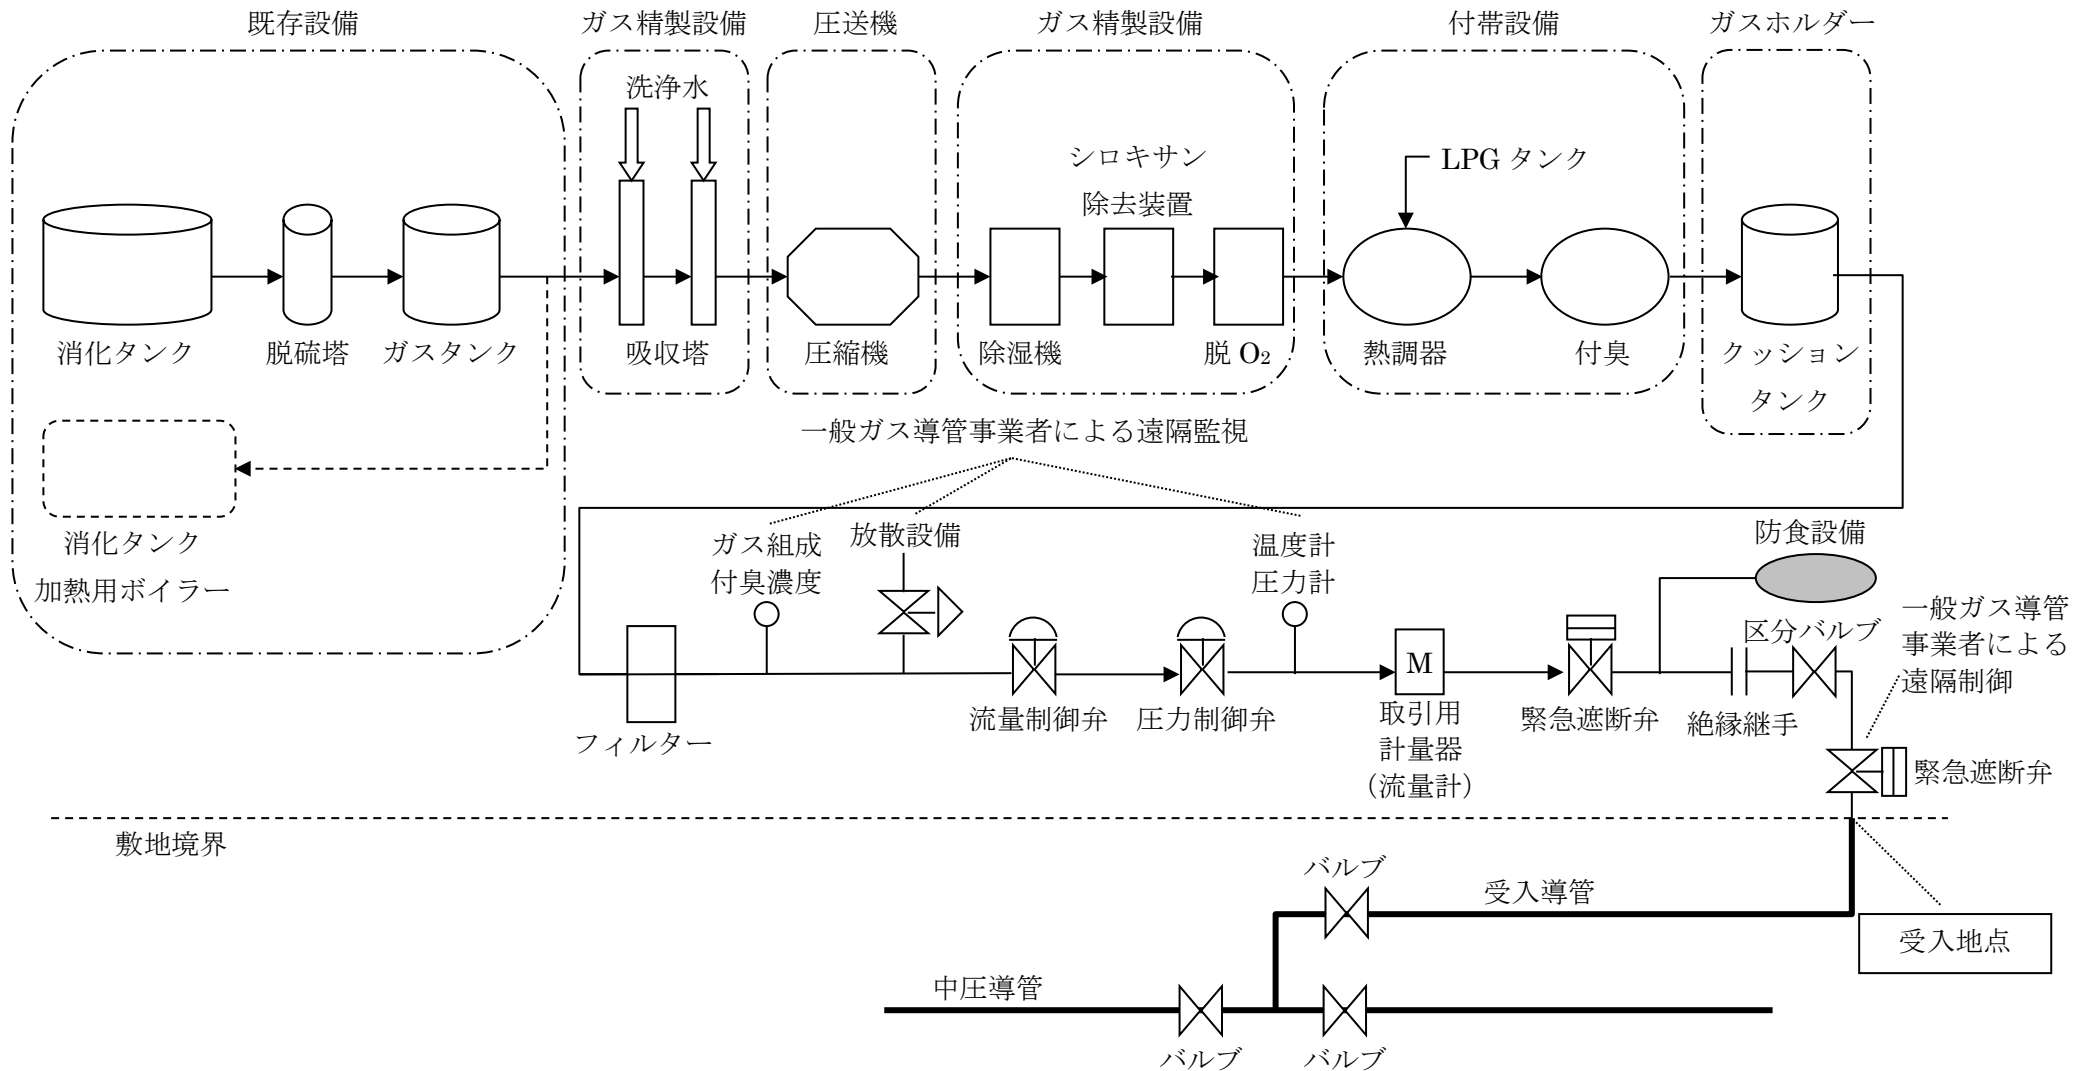 既存設備
ガス精製設備
圧送機
ガス精製設備
付帯設備
ガスホルダー
洗浄水
シロキサン
除去装置
LPG タンク
消化タンク
脱硫塔
ガスタンク
吸収塔
圧縮機
除湿機
脱 O₂
熱調器
付臭
クッション
タンク
消化タンク
加熱用ボイラー
一般ガス導管事業者による遠隔監視
ガス組成
付臭濃度
放散設備
温度計
圧力計
防食設備
区分バルブ
一般ガス導管
事業者による
遠隔制御
フィルター
流量制御弁
圧力制御弁
M
取引用
計量器
（流量計）
緊急遮断弁
絶縁継手
緊急遮断弁
敷地境界
バルブ
受入導管
受入地点
中圧導管
バルブ
バルブ